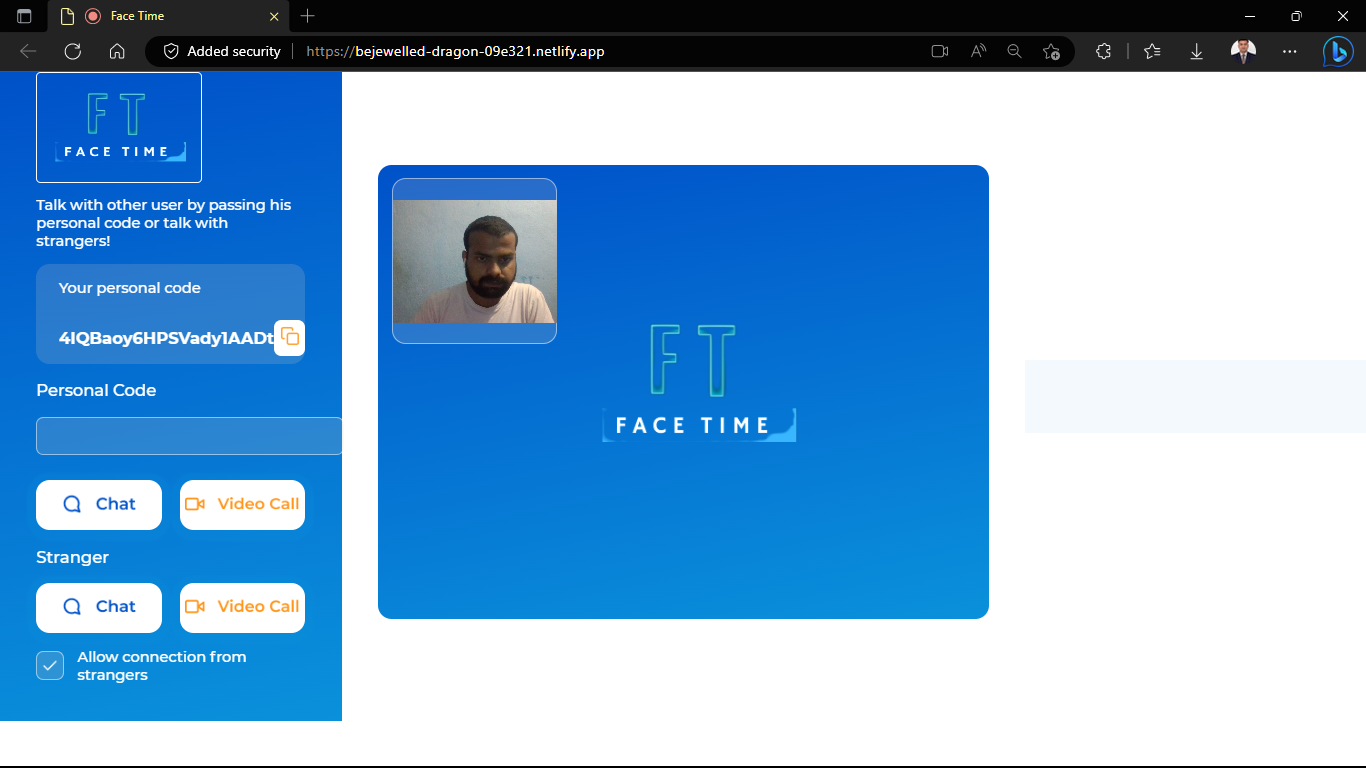 Face Time
Added security
https://bejewelled-dragon-09e321.netlify.app
FT
FACE TIME
Talk with other user by passing his
personal code or talk with
strangers!
Your personal code
4IQBaoy6HPSVady1AADt
Personal Code
Chat
Video Call
Stranger
Chat
Video Call
Allow connection from
strangers
FT
FACE TIME